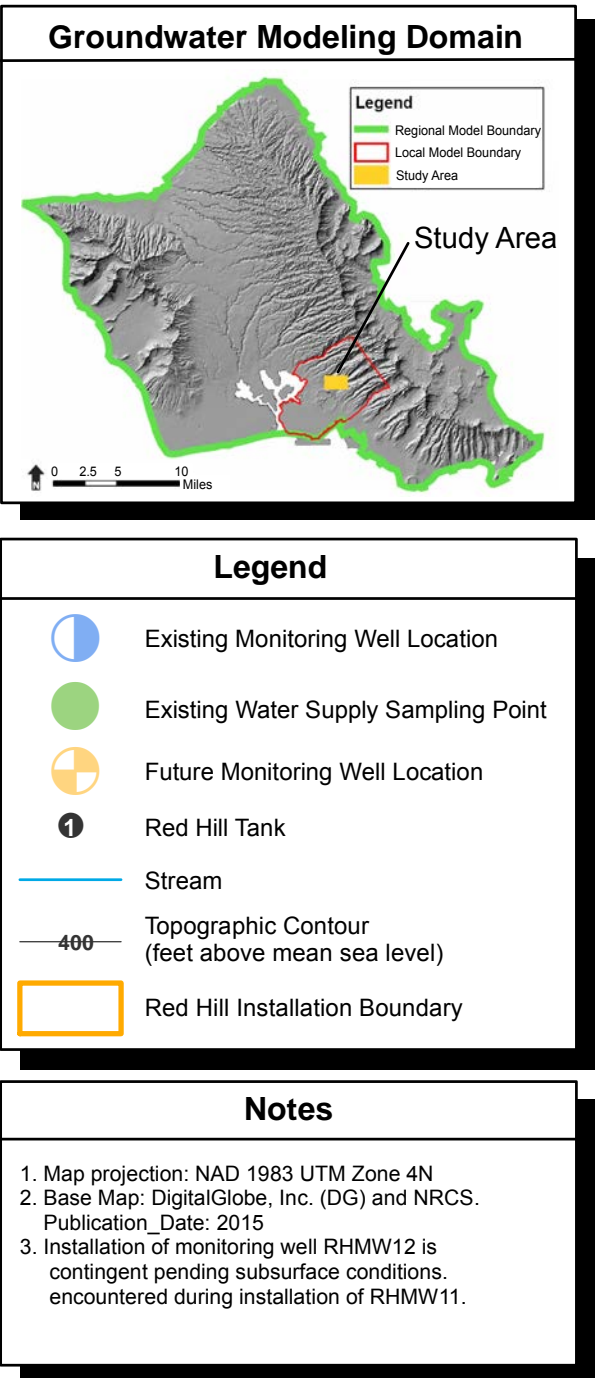 Groundwater Modeling Domain
Legend
Regional Model Boundary
Local Model Boundary
Study Area
Study Area
N
0 2.5 5 10
Miles
Legend
Existing Monitoring Well Location
Existing Water Supply Sampling Point
Future Monitoring Well Location
1 Red Hill Tank
Stream
400 Topographic Contour
(feet above mean sea level)
Red Hill Installation Boundary
Notes
1. Map projection: NAD 1983 UTM Zone 4N
2. Base Map: DigitalGlobe, Inc. (DG) and NRCS.
Publication_Date: 2015
3. Installation of monitoring well RHMW12 is
contingent pending subsurface conditions.
encountered during installation of RHMW11.